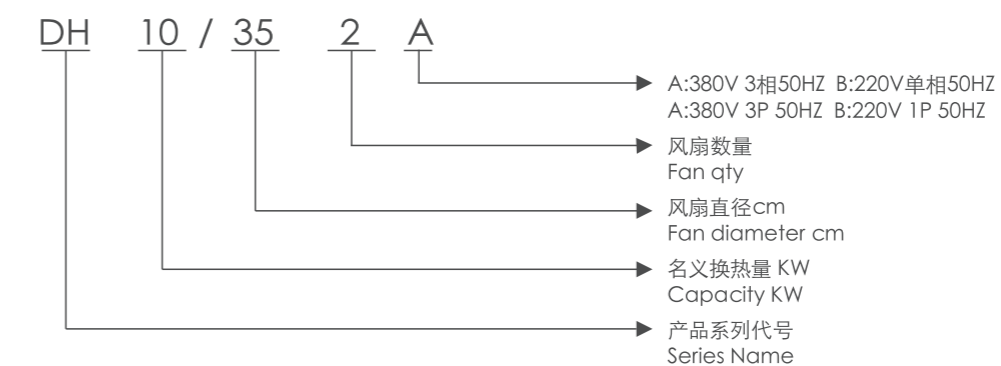 DH 10 / 35 2 A
A:380V 3相50HZ B:220V单相50HZ
A:380V 3P 50HZ B:220V 1P 50HZ
风扇数量
Fan qty
风扇直径cm
Fan diameter cm
名义换热量 KW
Capacity KW
产品系列代号
Series Name